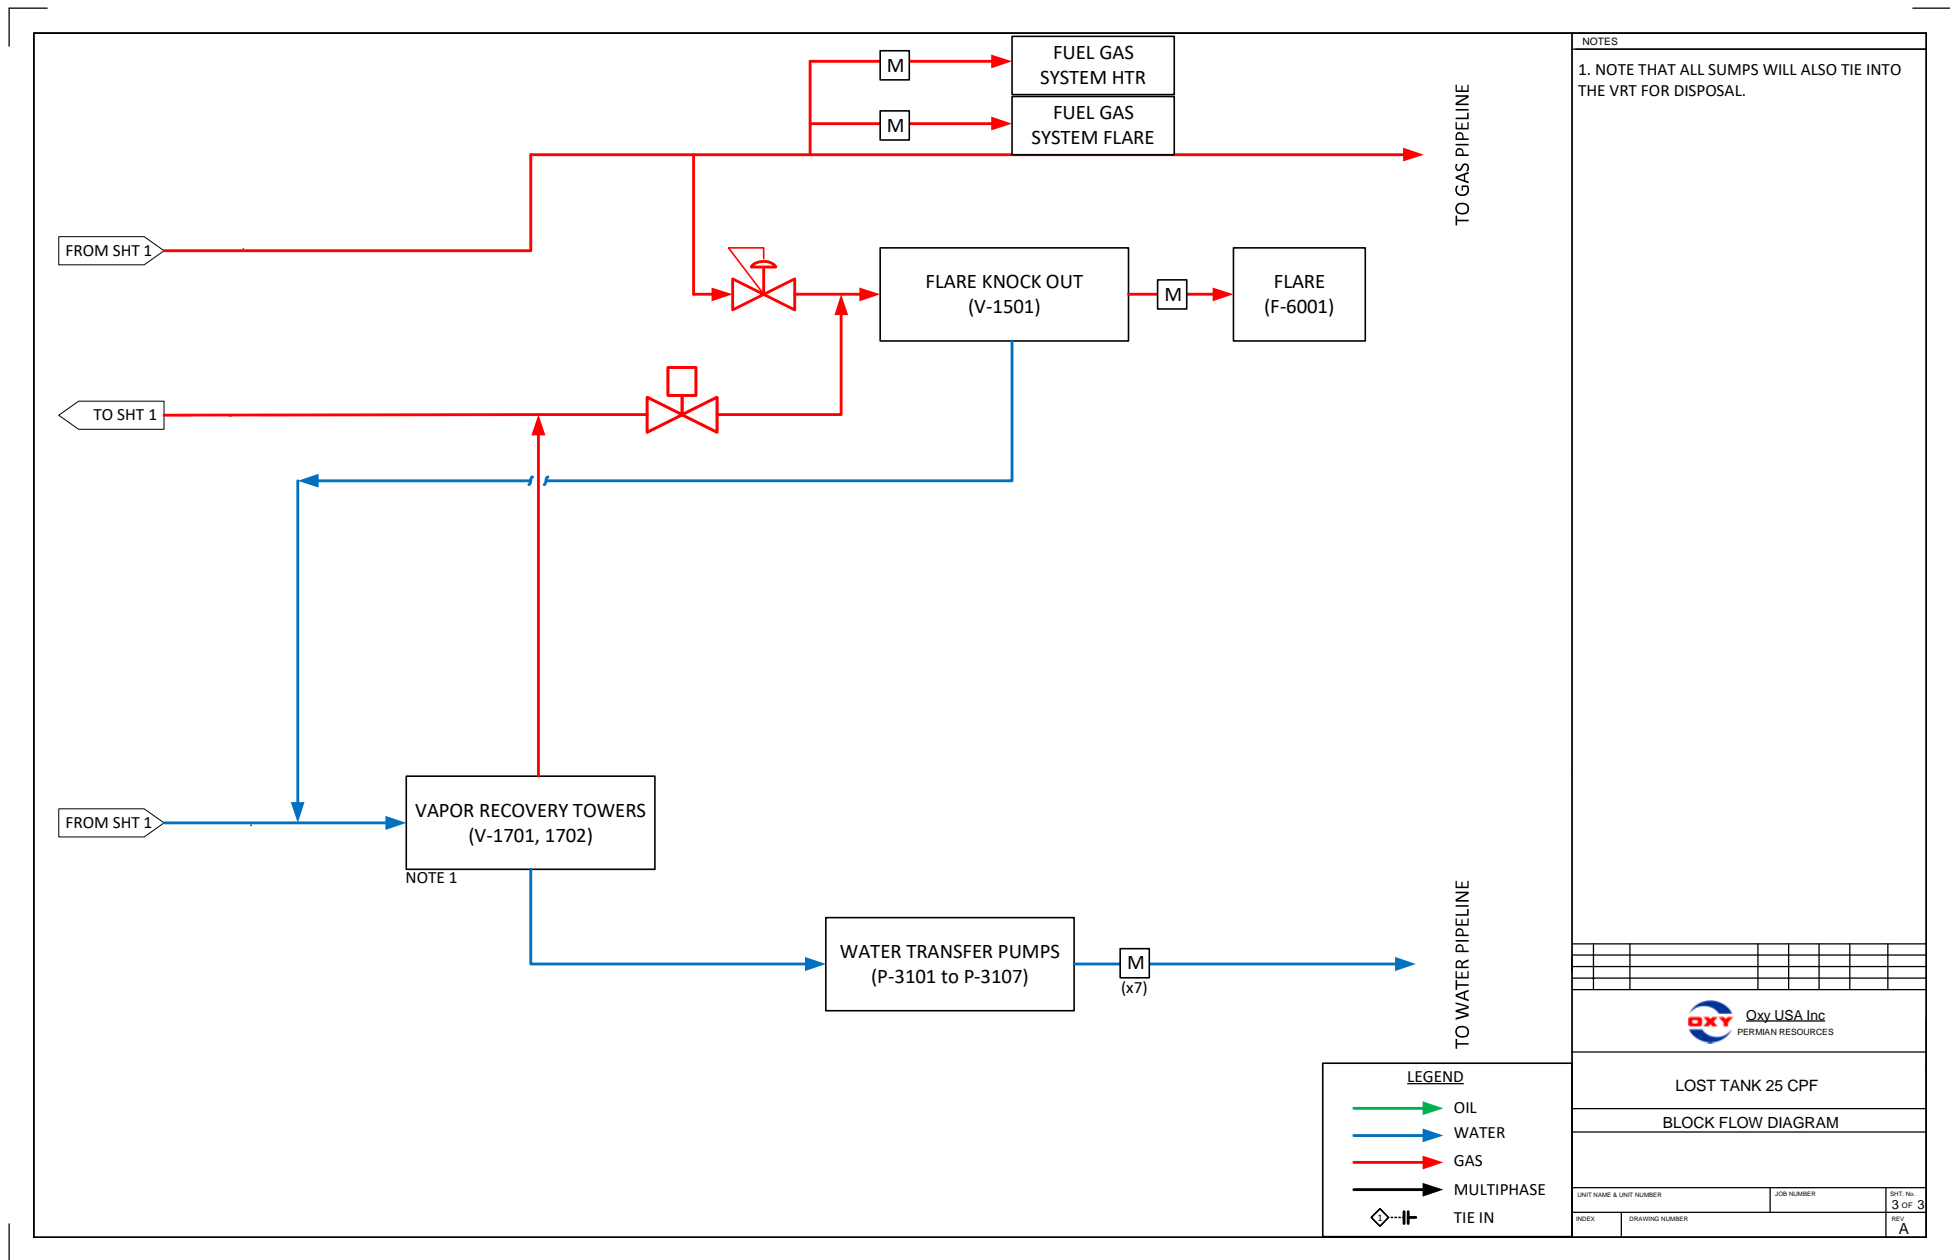 FUEL GAS
SYSTEM HTR
M
FUEL GAS
SYSTEM FLARE
M
TO GAS PIPELINE
FROM SHT 1
FLARE KNOCK OUT
(V-1501)
M
FLARE
(F-6001)
TO SHT 1
FROM SHT 1
VAPOR RECOVERY TOWERS
(V-1701, 1702)
NOTE 1
WATER TRANSFER PUMPS
(P-3101 to P-3107)
M
(x7)
TO WATER PIPELINE
LEGEND
OIL
WATER
GAS
MULTIPHASE
1
TIE IN
NOTES
1. NOTE THAT ALL SUMPS WILL ALSO TIE INTO
THE VRT FOR DISPOSAL.
OXY
Oxy USA Inc
PERMIAN RESOURCES
LOST TANK 25 CPF
BLOCK FLOW DIAGRAM
UNIT NAME & UNIT NUMBER
JOB NUMBER
SHT. No.
3 OF 3
INDEX
DRAWING NUMBER
REV
A